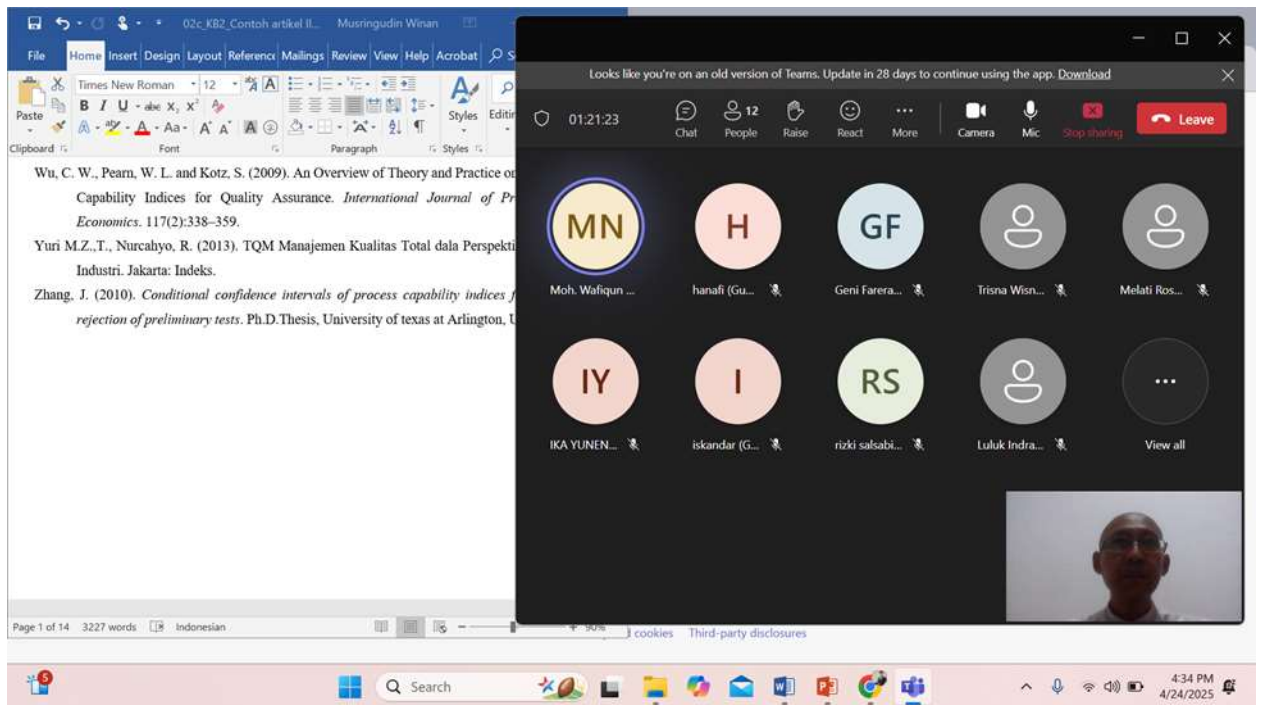 02c_KB2_Contoh artikel Il... Musringudin Winan
File Home Insert Design Layout Referenc Mailings Review View Help Acrobat
Times New Roman 12
Paste
B I U abc x, x²
Aa
Styles
Clipboard Font Paragraph Styles
Wu, C. W., Pearn, W. L. and Kotz, S. (2009). An Overview of Theory and Practice on
Capability Indices for Quality Assurance. International Journal of Pr
Economics. 117(2):338–359.
Yuri M.Z.,T., Nurcahyo, R. (2013). TQM Manajemen Kualitas Total dala Perspekti
Industri. Jakarta: Indeks.
Zhang, J. (2010). Conditional confidence intervals of process capability indices f
rejection of preliminary tests. Ph.D.Thesis, University of texas at Arlington, U
Page 1 of 14 3227 words Indonesian
90%
Looks like you're on an old version of Teams. Update in 28 days to continue using the app. Download
01:21:23
12
Chat People Raise React More Camera Mic Stop sharing Leave
MN H GF
Moh. Wafiqun ... hanafi (Gu... Geni Farera... Trisna Wisn... Melati Ros...
IY I RS
IKA YUNEN... iskandar (G... rizki salsabi... Luluk Indra... View all
cookies Third-party disclosures
5
Search
4:34 PM
4/24/2025